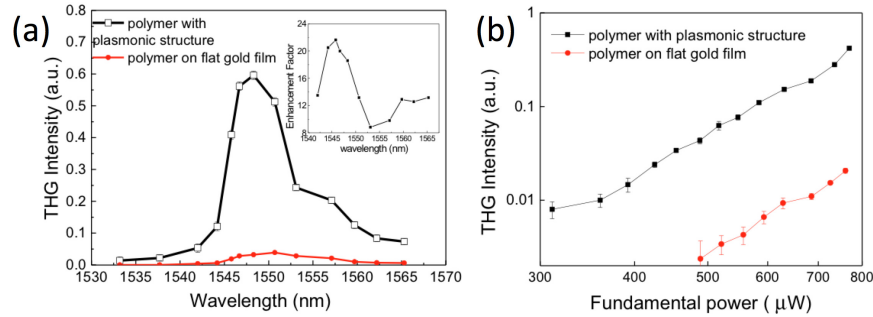 (a)
0.8
0.7
0.6
0.5
0.4
0.3
0.2
0.1
0.0
THG Intensity (a.u.)
polymer with
plasmonic structure
polymer on flat gold film
1530 1535 1540 1545 1550 1555 1560 1565 1570
Wavelength (nm)
24
20
16
12
8
Enhancement Factor
1540 1545 1550 1555 1560 1565
wavelength (nm)
(b)
polymer with plasmonic structure
polymer on flat gold film
0.1
0.01
THG Intensity (a.u.)
300 400 500 600 700 800
Fundamental power ( μW)